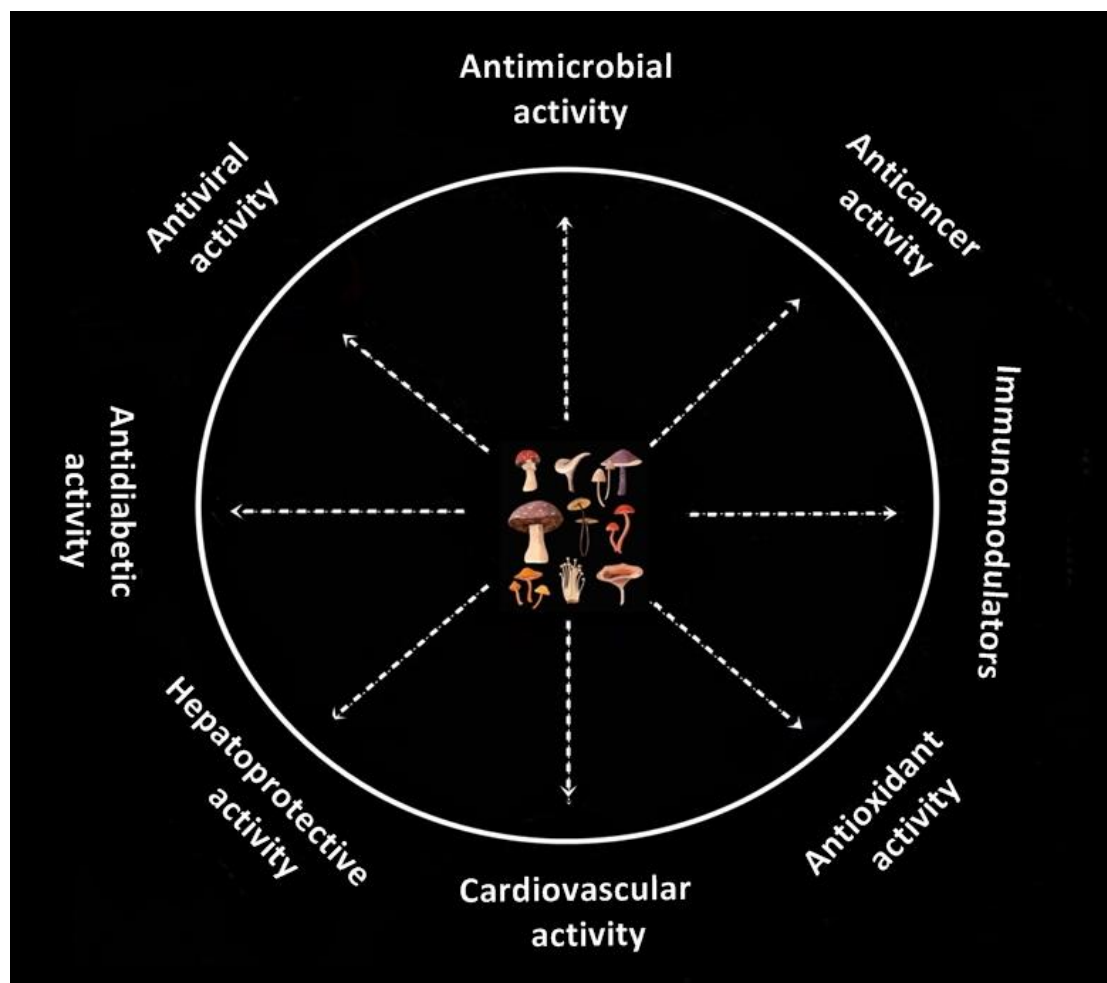 Antimicrobial
activity
Anticancer
activity
Immunomodulators
Antioxidant
activity
Cardiovascular
activity
Hepatoprotective
activity
Antidiabetic
activity
Antiviral
activity